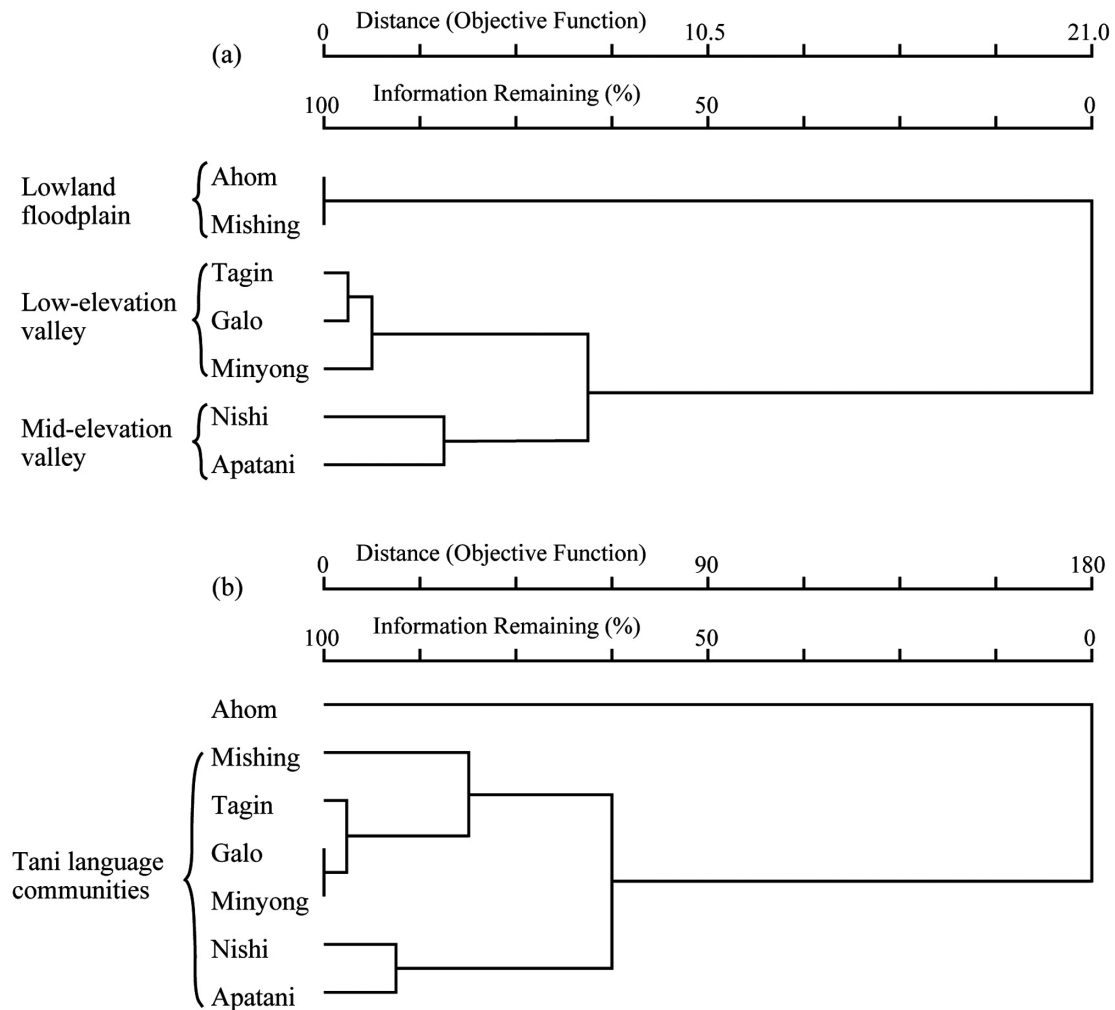 (a)
Distance (Objective Function)
0 10.5 21.0
Information Remaining (%)
100 50 0
Lowland
floodplain
Ahom
Mishing
Low-elevation
valley
Tagin
Galo
Minyong
Mid-elevation
valley
Nishi
Apatani
(b)
Distance (Objective Function)
0 90 180
Information Remaining (%)
100 50 0
Ahom
Tani language
communities
Mishing
Tagin
Galo
Minyong
Nishi
Apatani